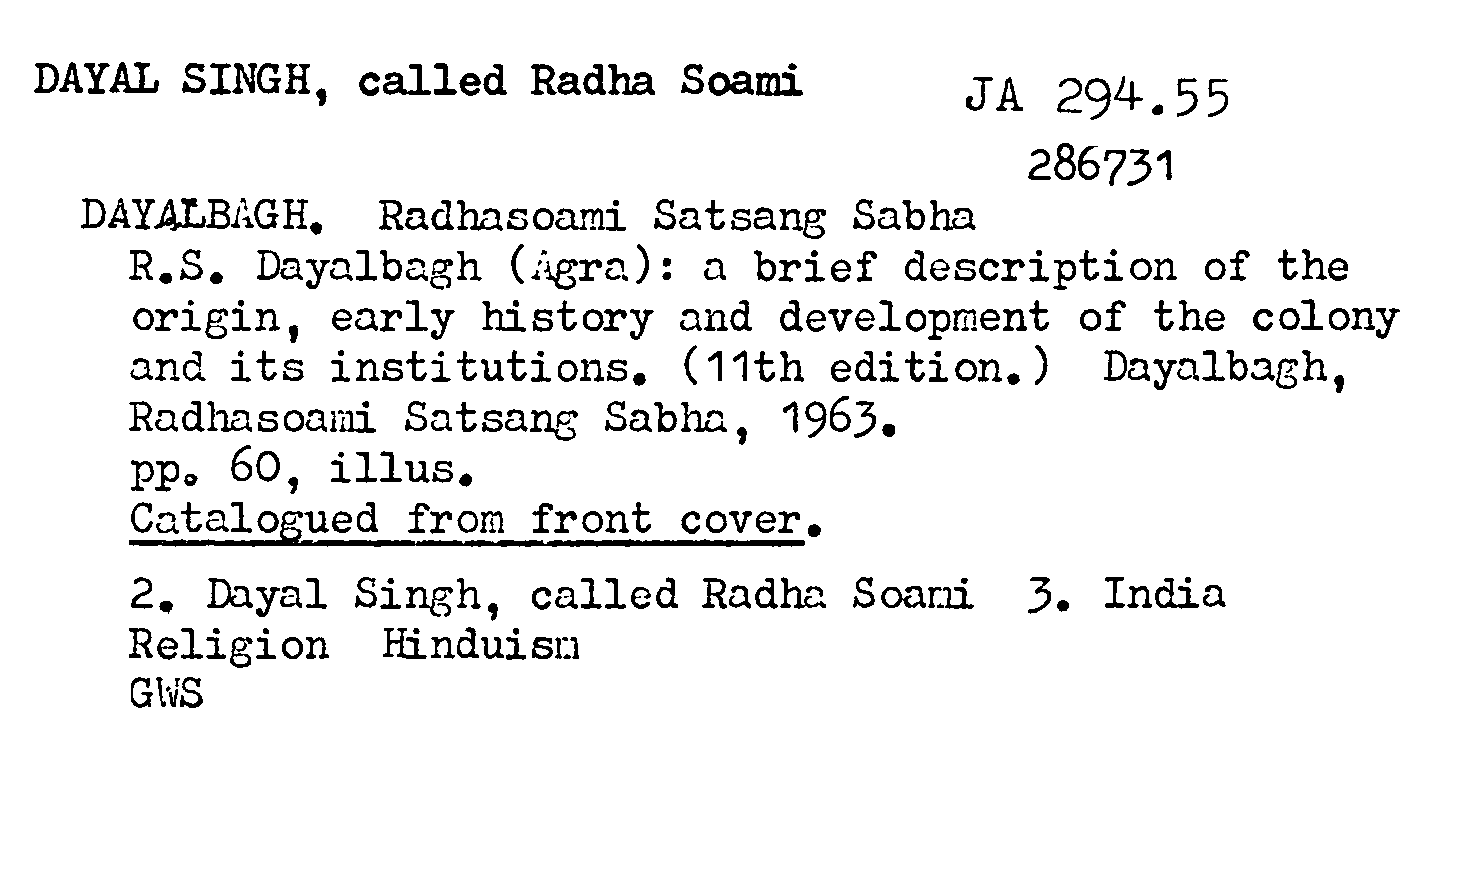 DAYAL SINGH, called Radha Soami
JA 294.55
286731
DAYALBAGH. Radhasoami Satsang Sabha
R.S. Dayalbagh (Agra): a brief description of the
origin, early history and development of the colony
and its institutions. (11th edition.) Dayalbagh,
Radhasoami Satsang Sabha, 1963.
pp. 60, illus.
Catalogued from front cover.
2. Dayal Singh, called Radha Soami 3. India
Religion Hinduism
GWS